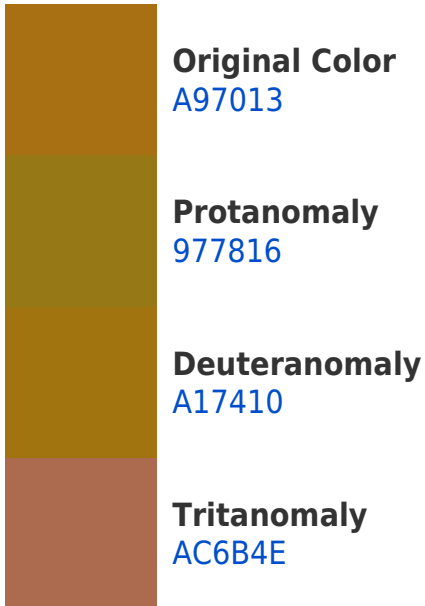 Original Color
A97013
Protanomaly
977816
Deuteranomaly
A17410
Tritanomaly
AC6B4E